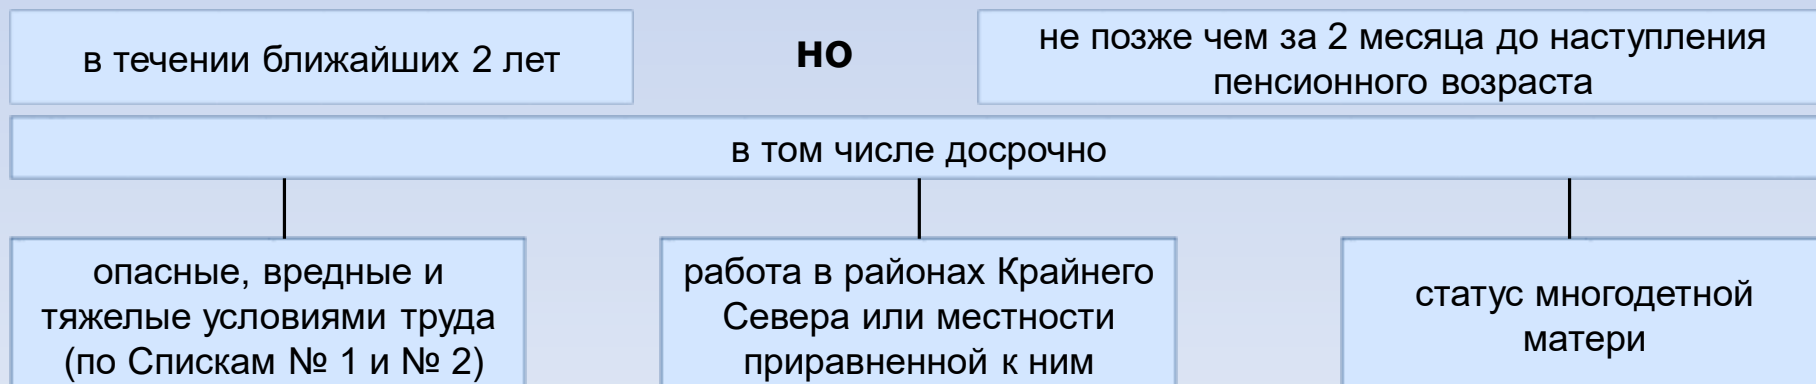 в течении ближайших 2 лет
но
не позже чем за 2 месяца до наступления
пенсионного возраста
в том числе досрочно
опасные, вредные и
тяжелые условиями труда
(по Спискам № 1 и № 2)
работа в районах Крайнего
Севера или местности
приравненной к ним
статус многодетной
матери